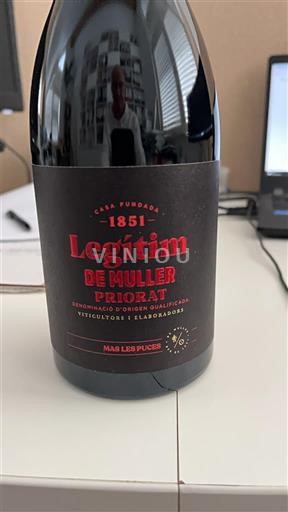 CASA FUNDADA
1851
Legítim
VINIOU
DE MULLER
PRIORAT
DENOMINACIÓ D'ORIGEN QUALIFICADA
VITICULTORS I ELABORADORS
MAS LES PUCES